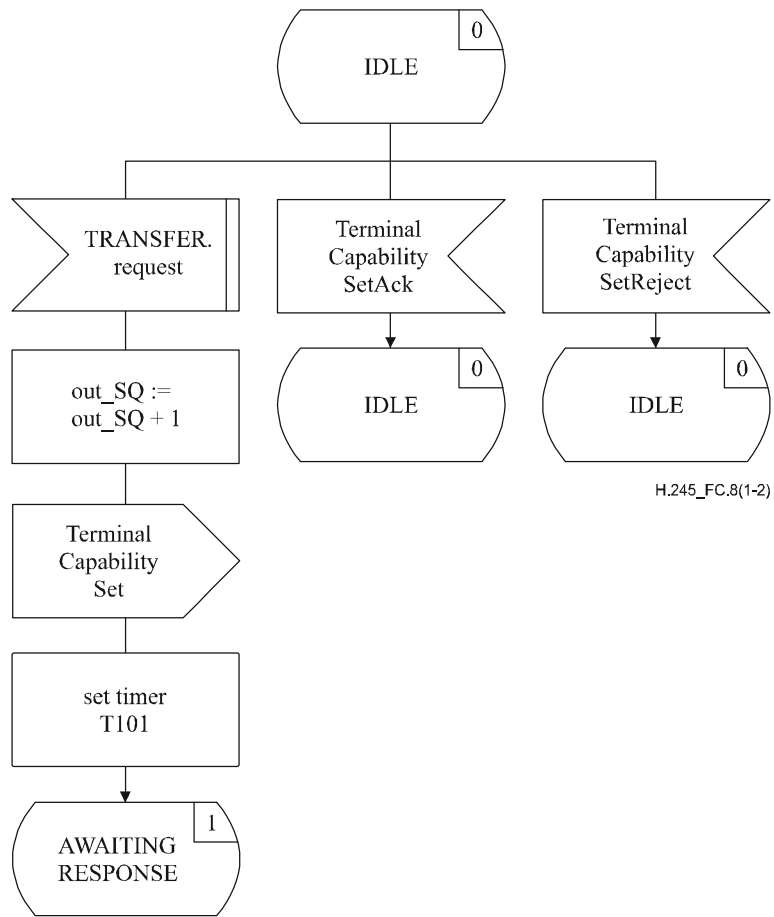 0
IDLE
TRANSFER.
request
Terminal
Capability
SetAck
Terminal
Capability
SetReject
out_SQ :=
out_SQ + 1
0
IDLE
0
IDLE
H.245_FC.8(1-2)
Terminal
Capability
Set
set timer
T101
1
AWAITING
RESPONSE